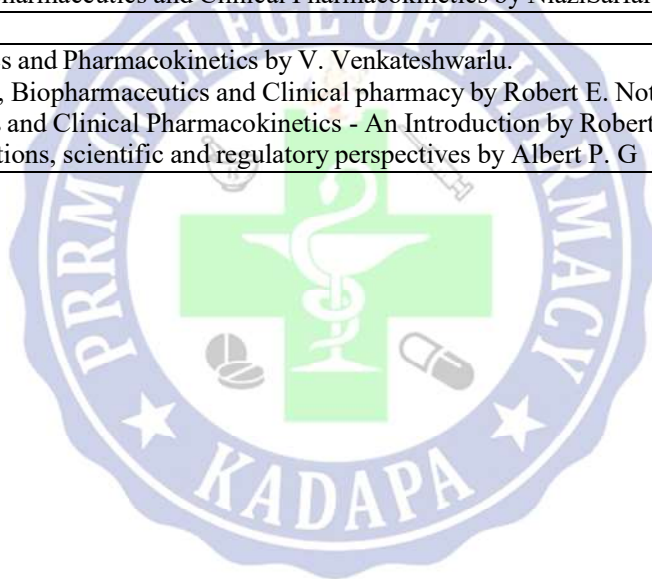 harmaceutics and Clinical Pharmacokinetics by NiaziSarfar
s and Pharmacokinetics by V. Venkateshwarlu.
, Biopharmaceutics and Clinical pharmacy by Robert E. Not
s and Clinical Pharmacokinetics - An Introduction by Robert
tions, scientific and regulatory perspectives by Albert P. G
PRRM COLLEGE OF PHARMACY
KADAPA